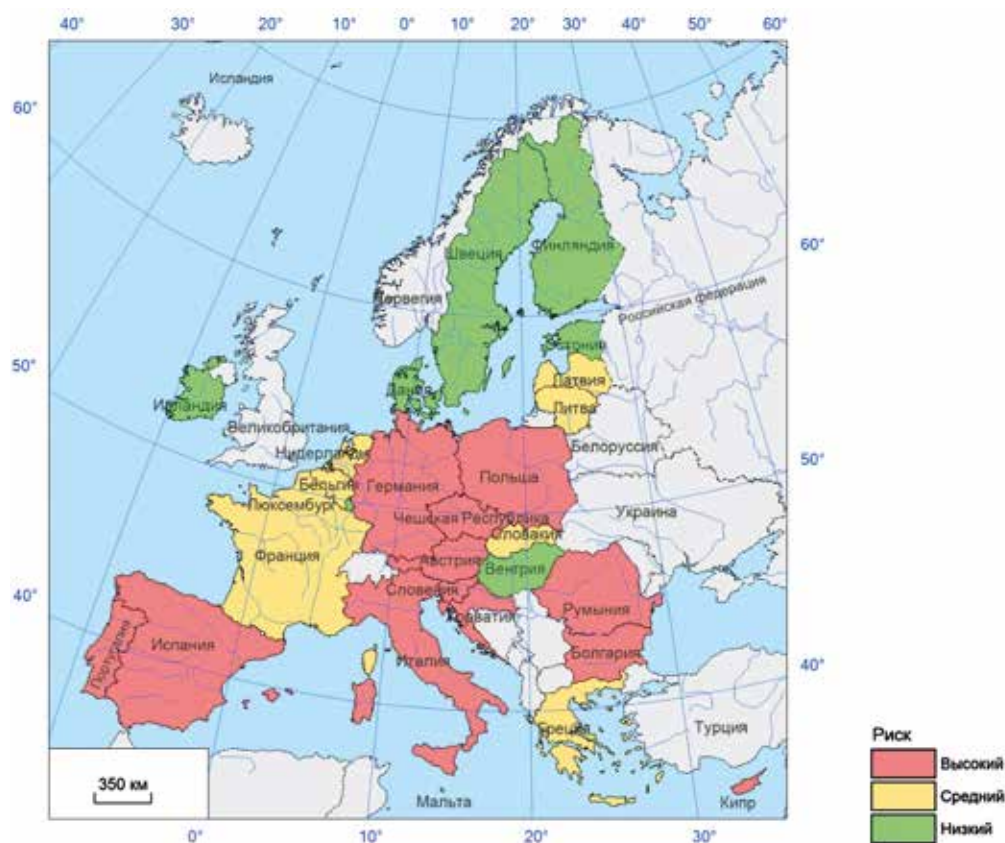 40° 30° 20° 10° 0° 10° 20° 30° 40° 50° 60°
Исландия
60°
Швеция
Финляндия
60°
Норвегия
Российская федерация
Эстония
50°
Латвия
Дания
Ирландия
Литва
Великобритания
Белоруссия
Нидерланды
50°
Польша
Бельгия
Германия
Люксембург
Украина
Чешская Республика
Словакия
Франция
Австрия
Венгрия
40°
Словения
Румыния
Хорватия
Португалия
Испания
Болгария
Италия
40°
Греция
Турция
Риск
Высокий
350 км
Средний
Мальта
Кипр
Низкий
0° 10° 20° 30°